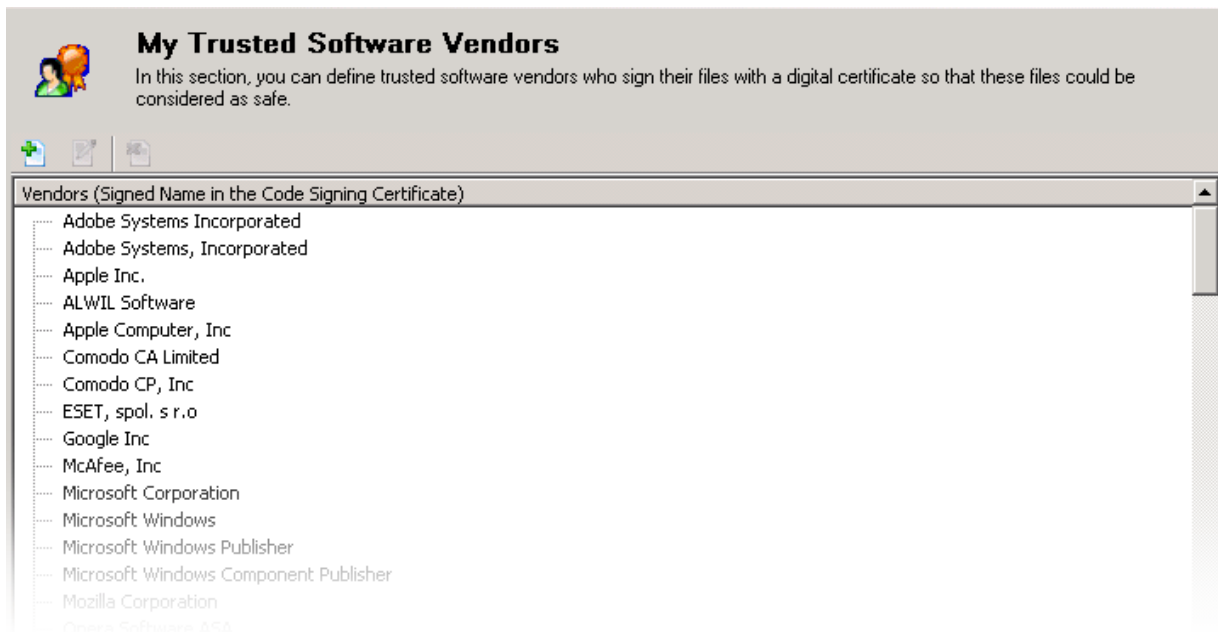 My Trusted Software Vendors
In this section, you can define trusted software vendors who sign their files with a digital certificate so that these files could be
considered as safe.
Vendors (Signed Name in the Code Signing Certificate)
Adobe Systems Incorporated
Adobe Systems, Incorporated
Apple Inc.
ALWIL Software
Apple Computer, Inc
Comodo CA Limited
Comodo CP, Inc
ESET, spol. s r.o
Google Inc
McAfee, Inc
Microsoft Corporation
Microsoft Windows
Microsoft Windows Publisher
Microsoft Windows Component Publisher
Mozilla Corporation
Opera Software ASA